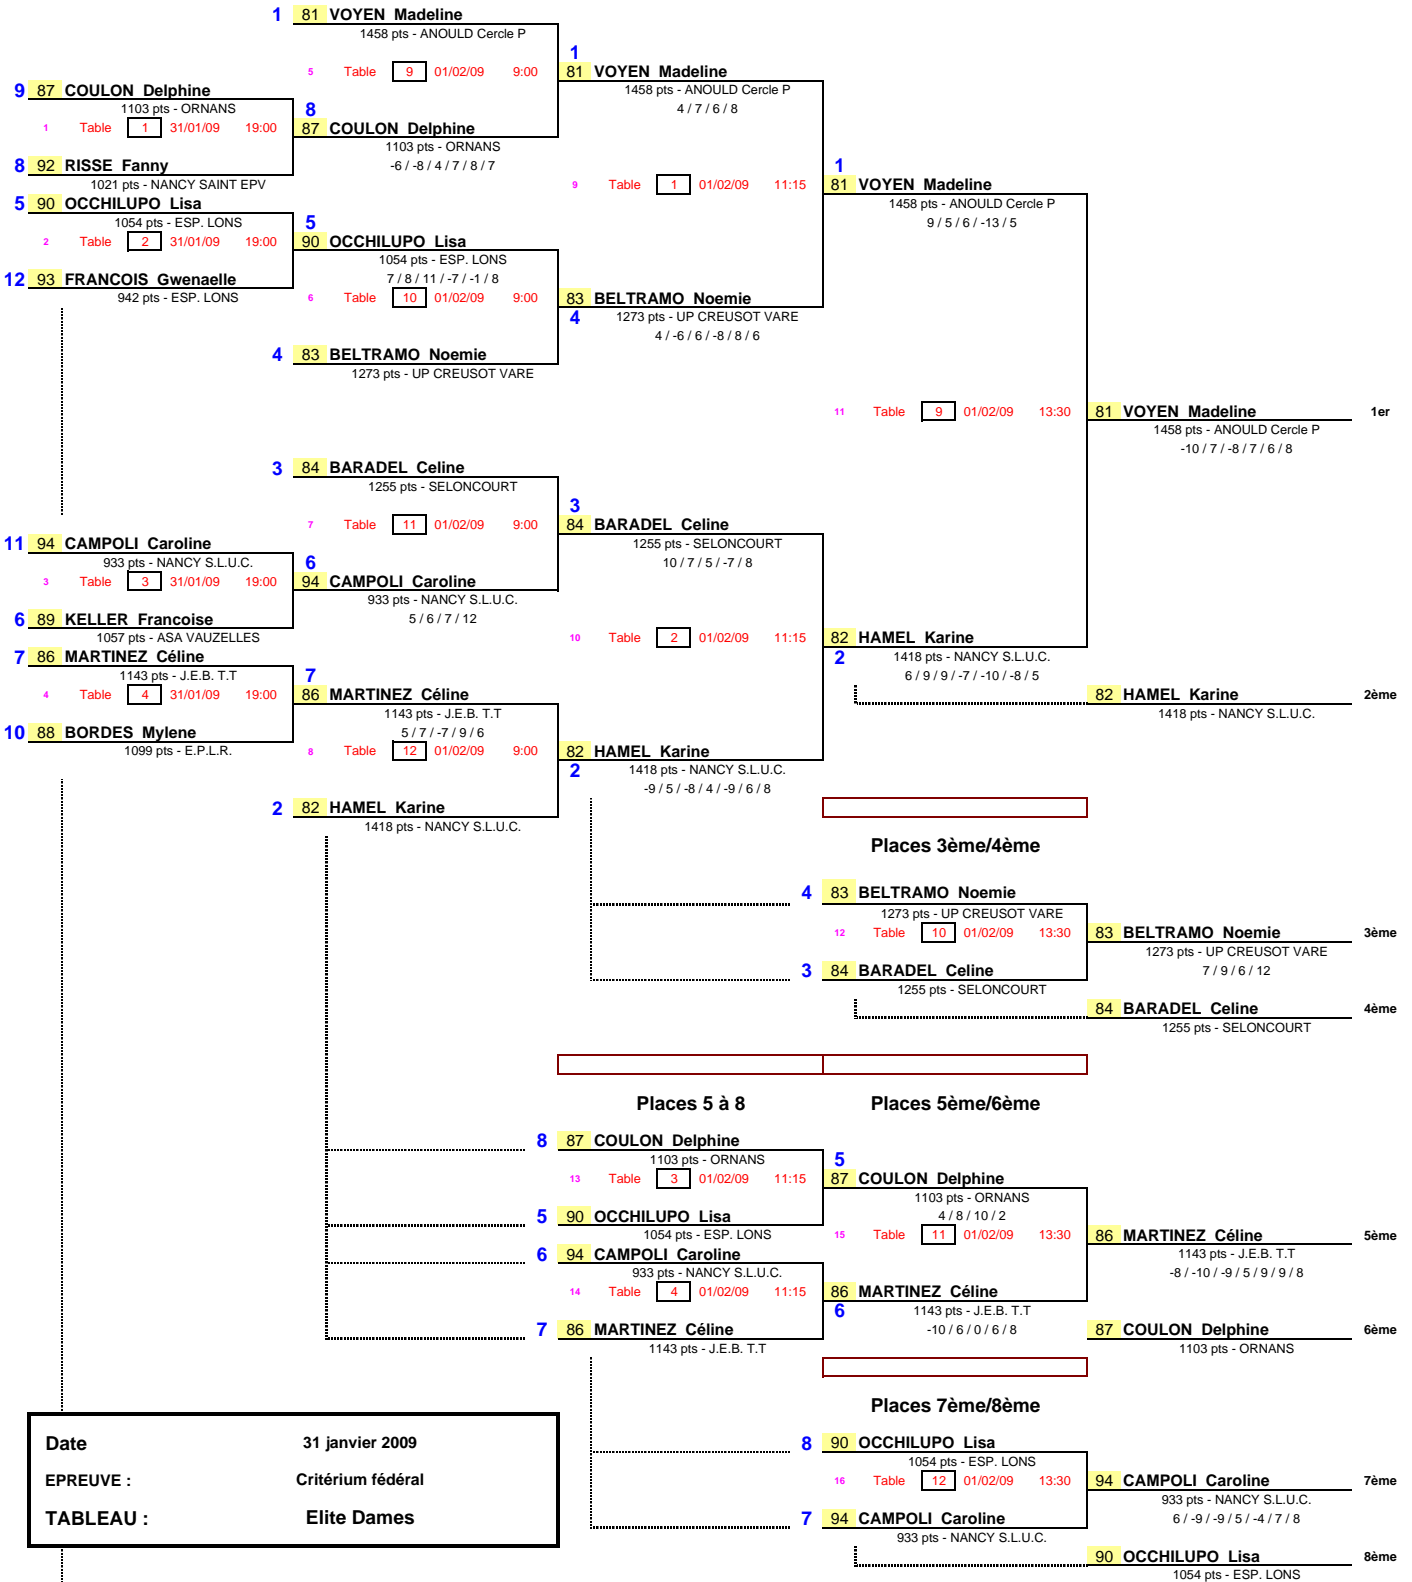 1 81 VOYEN Madeline
1458 pts - ANOULD Cercle P
5 Table 9 01/02/09 9:00
1
81 VOYEN Madeline
1458 pts - ANOULD Cercle P
4 / 7 / 6 / 8
9 87 COULON Delphine
1103 pts - ORNANS
1 Table 1 31/01/09 19:00
8
87 COULON Delphine
1103 pts - ORNANS
-6 / -8 / 4 / 7 / 8 / 7
8 92 RISSE Fanny
1021 pts - NANCY SAINT EPV
9 Table 1 01/02/09 11:15
1
81 VOYEN Madeline
1458 pts - ANOULD Cercle P
9 / 5 / 6 / -13 / 5
5 90 OCCHILUPO Lisa
1054 pts - ESP. LONS
2 Table 2 31/01/09 19:00
5
90 OCCHILUPO Lisa
1054 pts - ESP. LONS
7 / 8 / 11 / -7 / -1 / 8
12 93 FRANCOIS Gwenaelle
942 pts - ESP. LONS
6 Table 10 01/02/09 9:00
83 BELTRAMO Noemie
4 1273 pts - UP CREUSOT VARE
4 / -6 / 6 / -8 / 8 / 6
4 83 BELTRAMO Noemie
1273 pts - UP CREUSOT VARE
11 Table 9 01/02/09 13:30
81 VOYEN Madeline 1er
1458 pts - ANOULD Cercle P
-10 / 7 / -8 / 7 / 6 / 8
3 84 BARADEL Celine
1255 pts - SELONCOURT
7 Table 11 01/02/09 9:00
3
84 BARADEL Celine
1255 pts - SELONCOURT
10 / 7 / 5 / -7 / 8
11 94 CAMPOLI Caroline
933 pts - NANCY S.L.U.C.
3 Table 3 31/01/09 19:00
6
94 CAMPOLI Caroline
933 pts - NANCY S.L.U.C.
5 / 6 / 7 / 12
6 89 KELLER Francoise
1057 pts - ASA VAUZELLES
10 Table 2 01/02/09 11:15
82 HAMEL Karine
2 1418 pts - NANCY S.L.U.C.
6 / 9 / 9 / -7 / -10 / -8 / 5
7 86 MARTINEZ Céline
1143 pts - J.E.B. T.T
4 Table 4 31/01/09 19:00
7
86 MARTINEZ Céline
1143 pts - J.E.B. T.T
5 / 7 / -7 / 9 / 6
82 HAMEL Karine 2ème
1418 pts - NANCY S.L.U.C.
10 88 BORDES Mylene
1099 pts - E.P.L.R.
8 Table 12 01/02/09 9:00
82 HAMEL Karine
2 1418 pts - NANCY S.L.U.C.
-9 / 5 / -8 / 4 / -9 / 6 / 8
2 82 HAMEL Karine
1418 pts - NANCY S.L.U.C.
Places 3ème/4ème
4 83 BELTRAMO Noemie
1273 pts - UP CREUSOT VARE
12 Table 10 01/02/09 13:30
83 BELTRAMO Noemie 3ème
1273 pts - UP CREUSOT VARE
7 / 9 / 6 / 12
3 84 BARADEL Celine
1255 pts - SELONCOURT
84 BARADEL Celine 4ème
1255 pts - SELONCOURT
Places 5 à 8 Places 5ème/6ème
8 87 COULON Delphine
1103 pts - ORNANS
13 Table 3 01/02/09 11:15
5
87 COULON Delphine
1103 pts - ORNANS
4 / 8 / 10 / 2
5 90 OCCHILUPO Lisa
1054 pts - ESP. LONS
15 Table 11 01/02/09 13:30
86 MARTINEZ Céline 5ème
1143 pts - J.E.B. T.T
-8 / -10 / -9 / 5 / 9 / 9 / 8
6 94 CAMPOLI Caroline
933 pts - NANCY S.L.U.C.
14 Table 4 01/02/09 11:15
86 MARTINEZ Céline
6 1143 pts - J.E.B. T.T
-10 / 6 / 0 / 6 / 8
7 86 MARTINEZ Céline
1143 pts - J.E.B. T.T
87 COULON Delphine 6ème
1103 pts - ORNANS
Places 7ème/8ème
8 90 OCCHILUPO Lisa
1054 pts - ESP. LONS
16 Table 12 01/02/09 13:30
94 CAMPOLI Caroline 7ème
933 pts - NANCY S.L.U.C.
6 / -9 / -9 / 5 / -4 / 7 / 8
7 94 CAMPOLI Caroline
933 pts - NANCY S.L.U.C.
90 OCCHILUPO Lisa 8ème
1054 pts - ESP. LONS
Date 31 janvier 2009
EPREUVE : Critérium fédéral
TABLEAU : Elite Dames